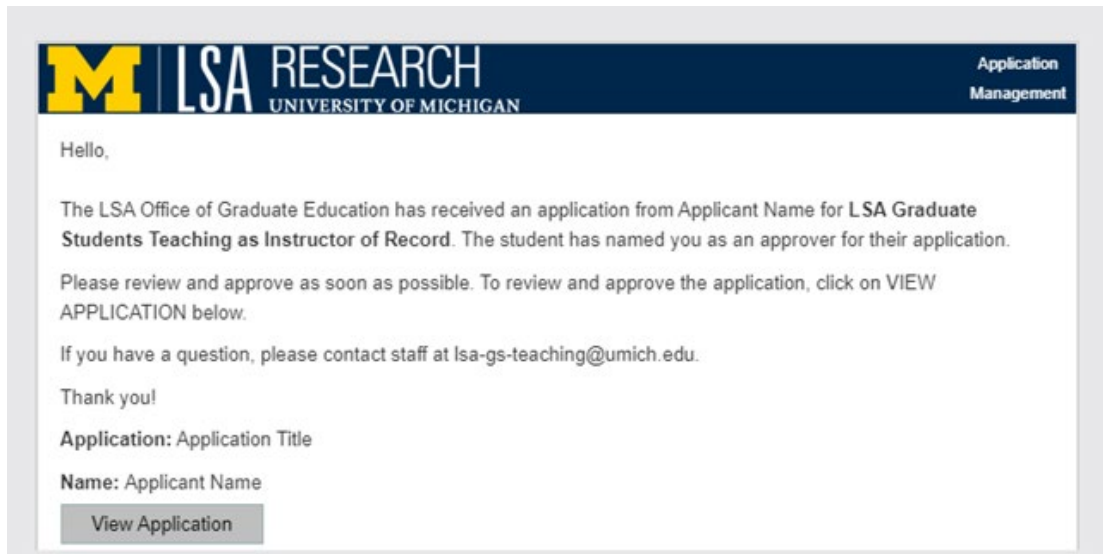 M LSA RESEARCH
UNIVERSITY OF MICHIGAN
Application
Management
Hello,
The LSA Office of Graduate Education has received an application from Applicant Name for LSA Graduate
Students Teaching as Instructor of Record. The student has named you as an approver for their application.
Please review and approve as soon as possible. To review and approve the application, click on VIEW
APPLICATION below.
If you have a question, please contact staff at lsa-gs-teaching@umich.edu.
Thank you!
Application: Application Title
Name: Applicant Name
View Application